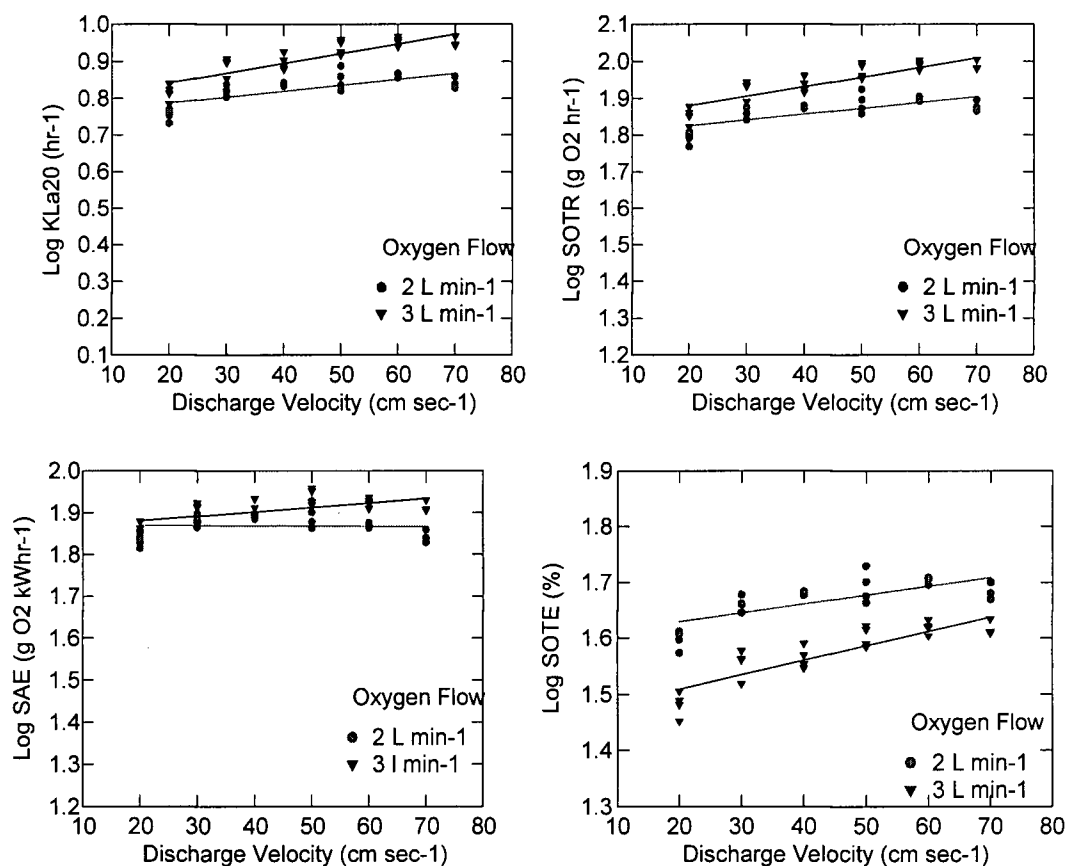 Log KLa20 (hr-1)
1.0
0.9
0.8
0.7
0.6
0.5
0.4
0.3
0.2
0.1
Oxygen Flow
2 L min-1
3 L min-1
10 20 30 40 50 60 70 80
Discharge Velocity (cm sec-1)
Log SOTR (g O2 hr-1)
2.1
2.0
1.9
1.8
1.7
1.6
1.5
1.4
1.3
1.2
Oxygen Flow
2 L min-1
3 L min-1
10 20 30 40 50 60 70 80
Discharge Velocity (cm sec-1)
Log SAE (g O2 kWhr-1)
2.0
1.9
1.8
1.7
1.6
1.5
1.4
1.3
1.2
Oxygen Flow
2 L min-1
3 l min-1
10 20 30 40 50 60 70 80
Discharge Velocity (cm sec-1)
Log SOTE (%)
1.9
1.8
1.7
1.6
1.5
1.4
1.3
Oxygen Flow
2 L min-1
3 L min-1
10 20 30 40 50 60 70 80
Discharge Velocity (cm sec-1)